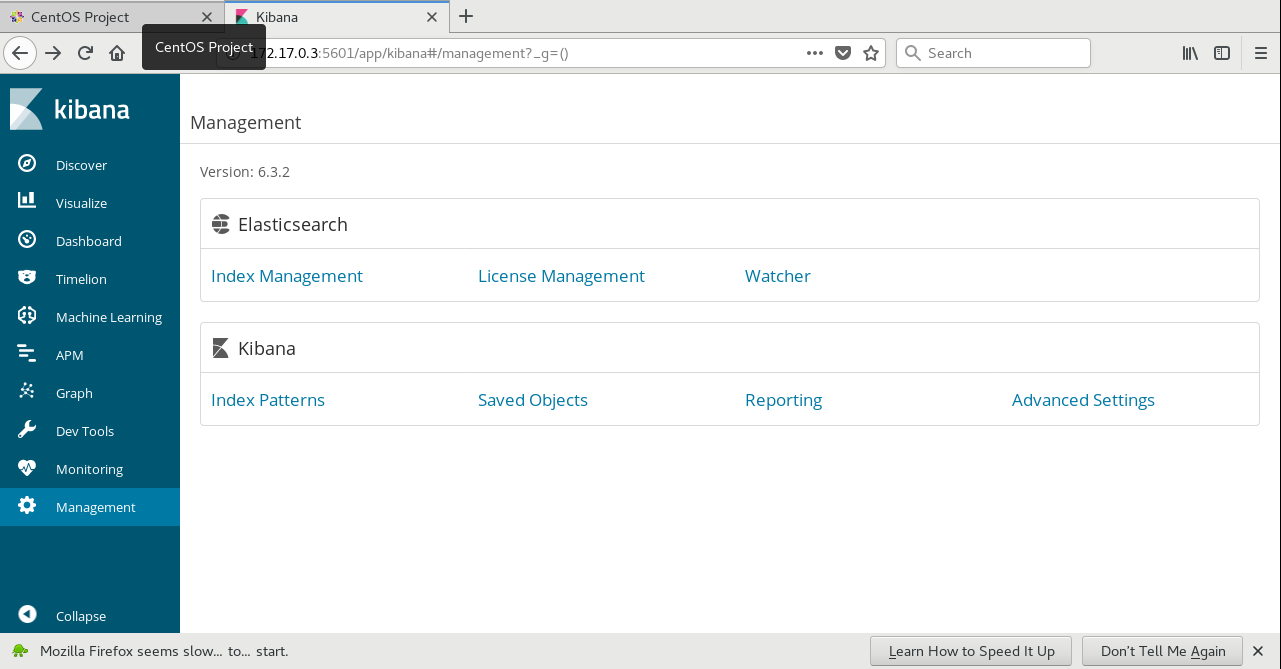 CentOS Project
Kibana
CentOS Project
172.17.0.3:5601/app/kibana#/management?_g=()
Search
kibana
Discover
Visualize
Dashboard
Timelion
Machine Learning
APM
Graph
Dev Tools
Monitoring
Management
Collapse
Management
Version: 6.3.2
Elasticsearch
Index Management License Management Watcher
Kibana
Index Patterns Saved Objects Reporting Advanced Settings
Mozilla Firefox seems slow... to... start. Learn How to Speed It Up Don't Tell Me Again